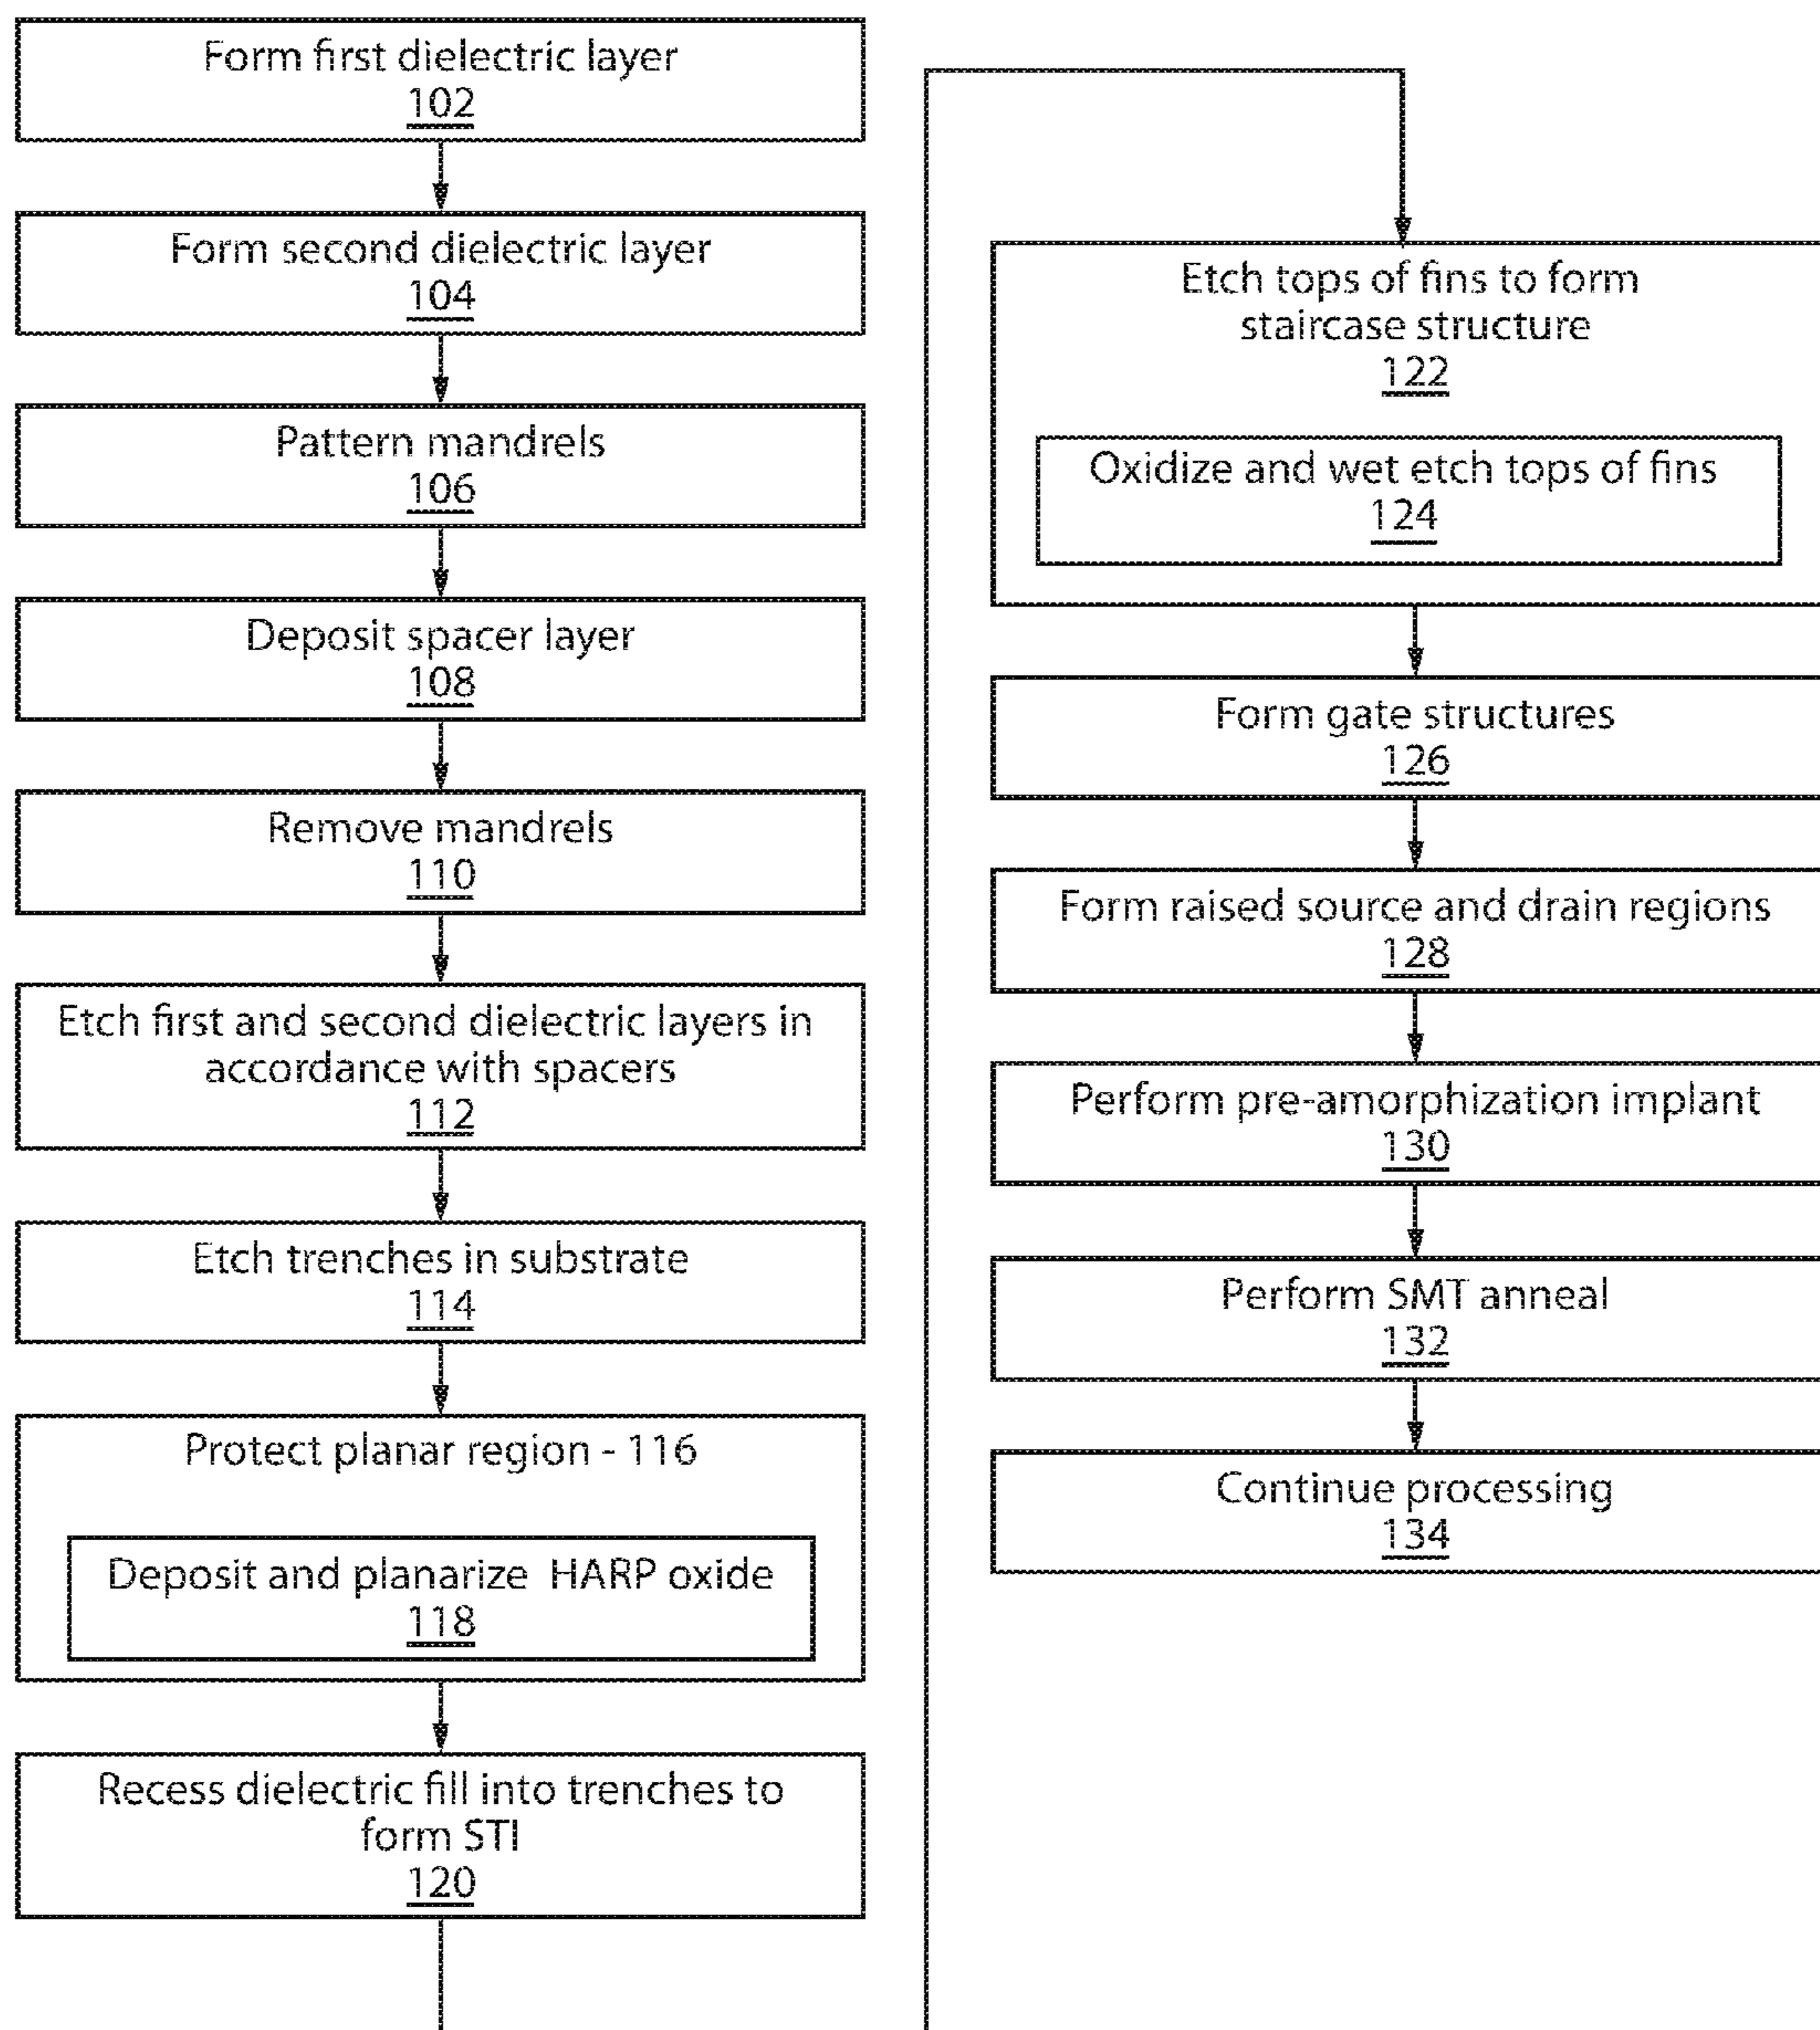 Form first dielectric layer
102
Form second dielectric layer
104
Pattern mandrels
106
Deposit spacer layer
108
Remove mandrels
110
Etch first and second dielectric layers in
accordance with spacers
112
Etch trenches in substrate
114
Protect planar region - 116
Deposit and planarize HARP oxide
118
Recess dielectric fill into trenches to
form STI
120
Etch tops of fins to form
staircase structure
122
Oxidize and wet etch tops of fins
124
Form gate structures
126
Form raised source and drain regions
128
Perform pre-amorphization implant
130
Perform SMT anneal
132
Continue processing
134